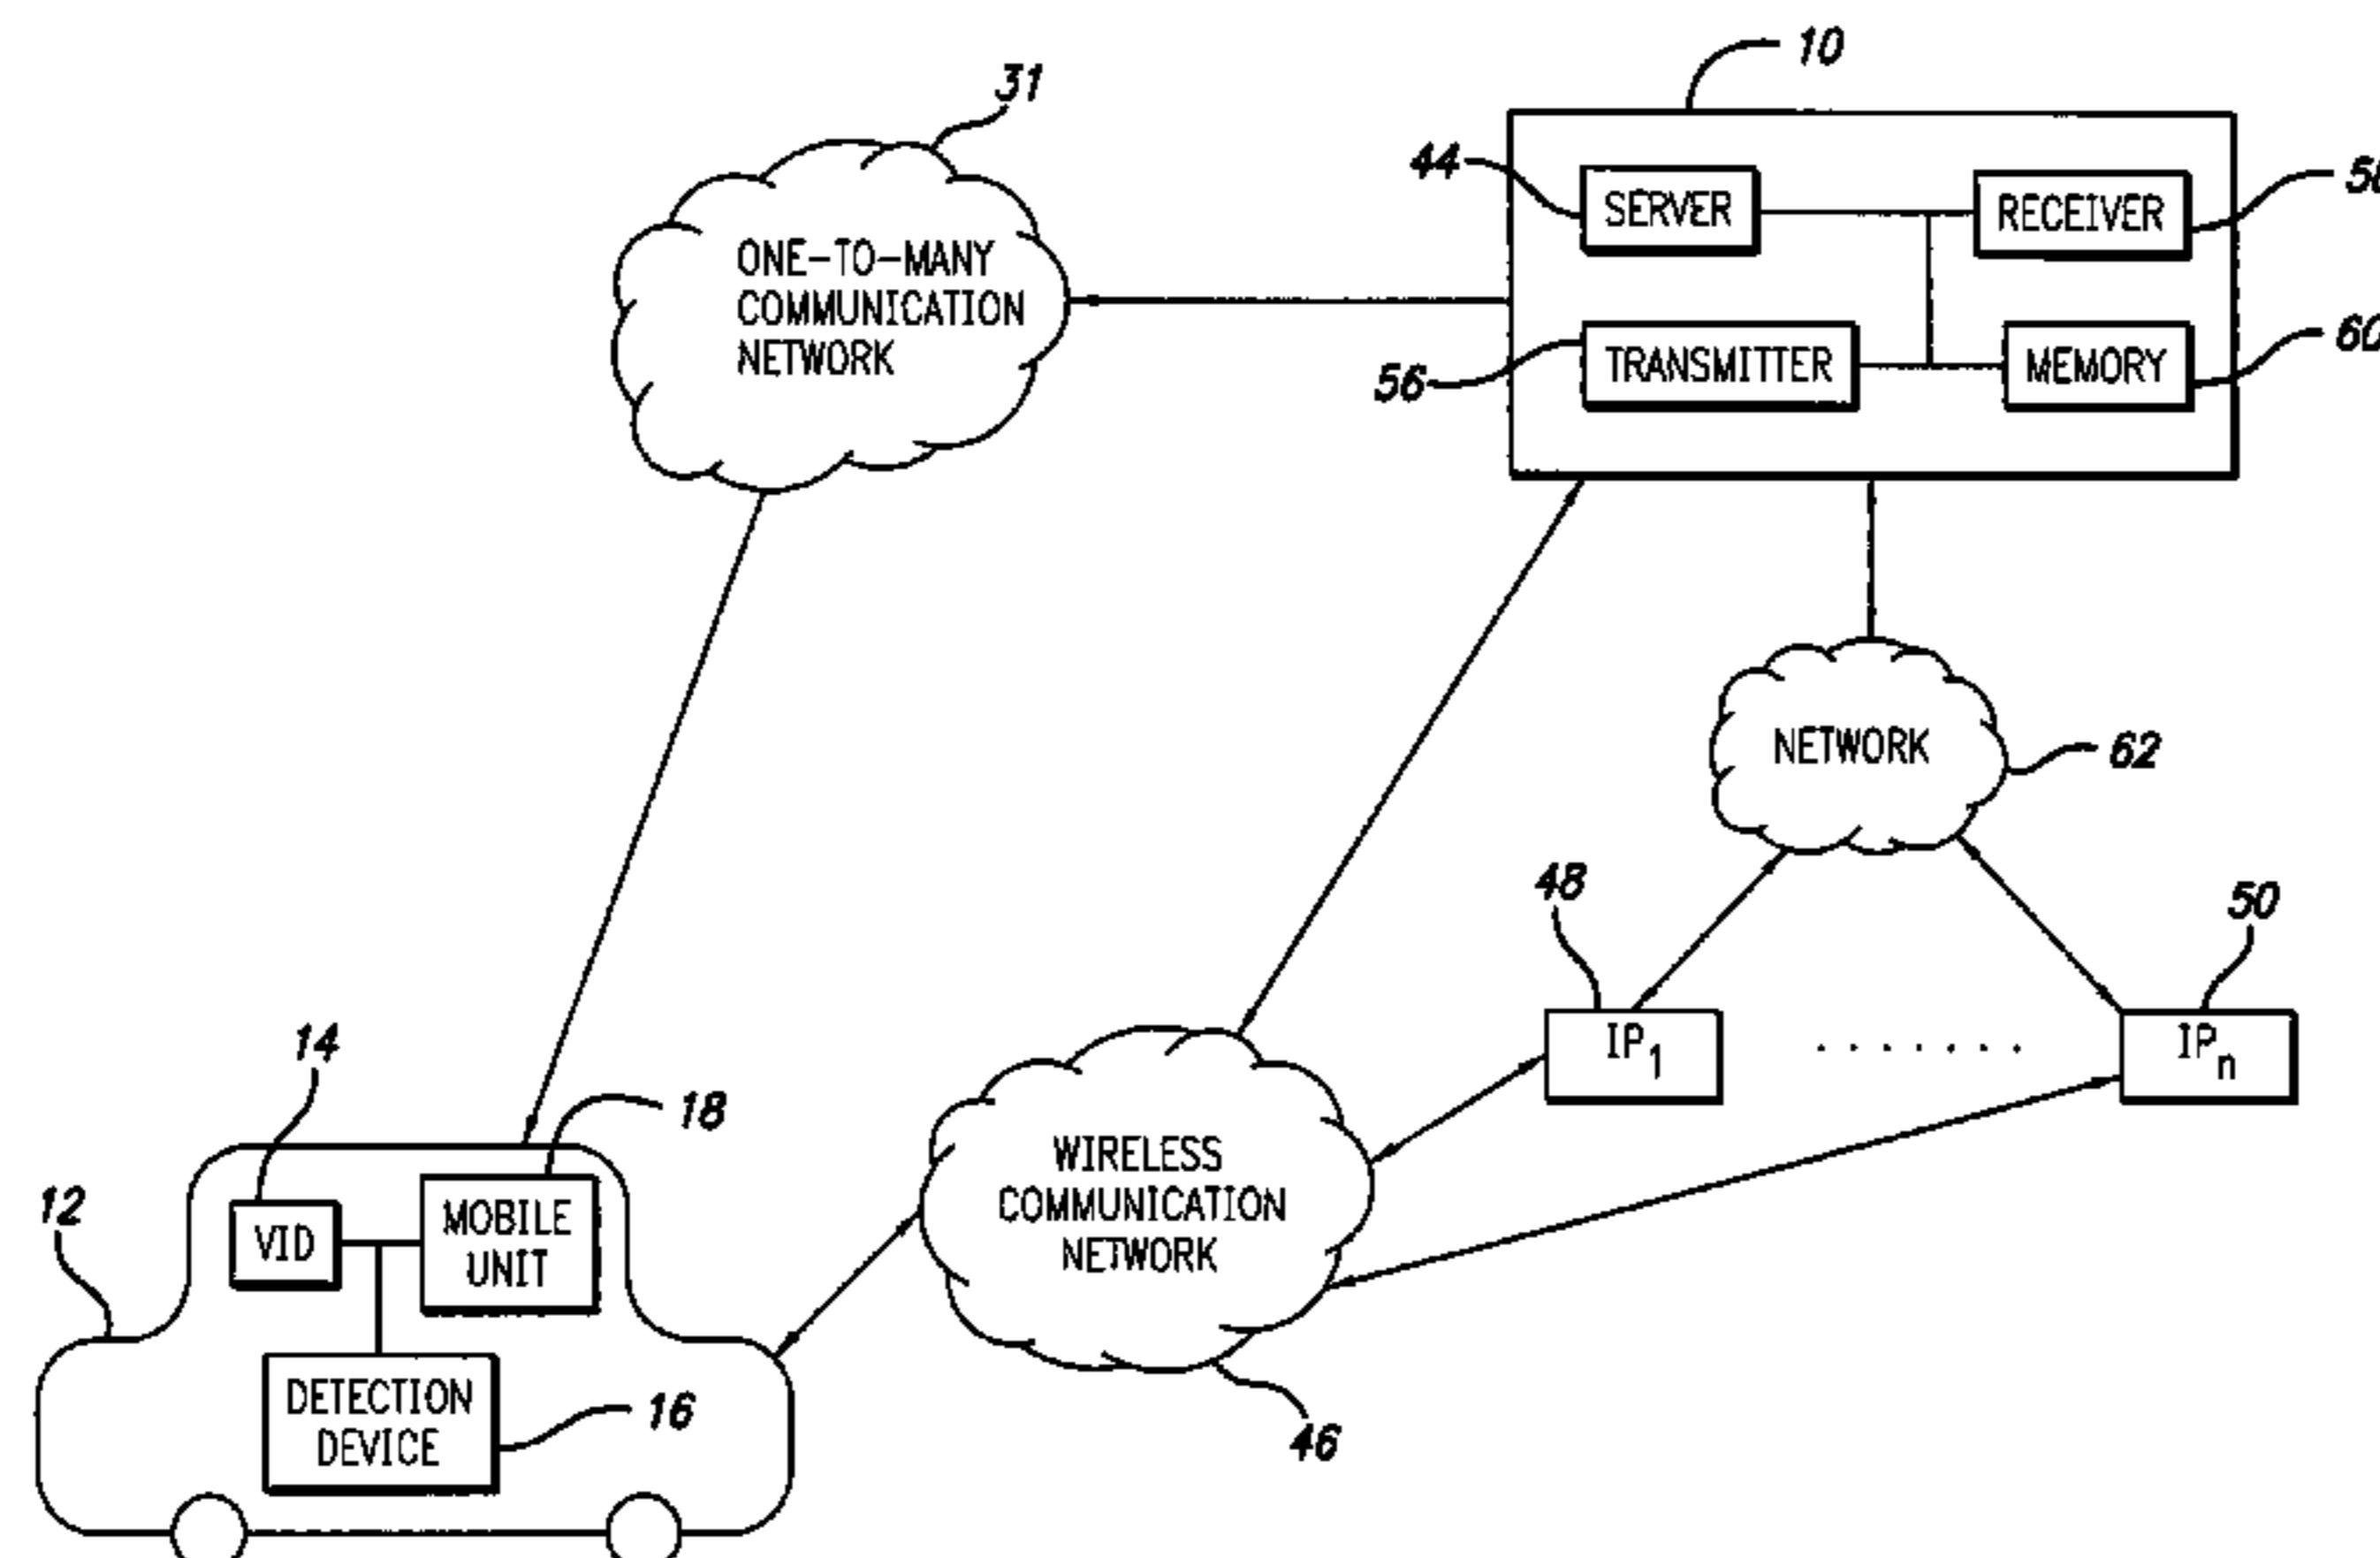 31
10
44
SERVER
RECEIVER
ONE-TO-MANY
COMMUNICATION
NETWORK
56
TRANSMITTER
MEMORY
60
NETWORK
62
48
50
IP1
. . . . . . .
IPn
14
18
12
VID
MOBILE
UNIT
WIRELESS
COMMUNICATION
NETWORK
DETECTION
DEVICE
16
46